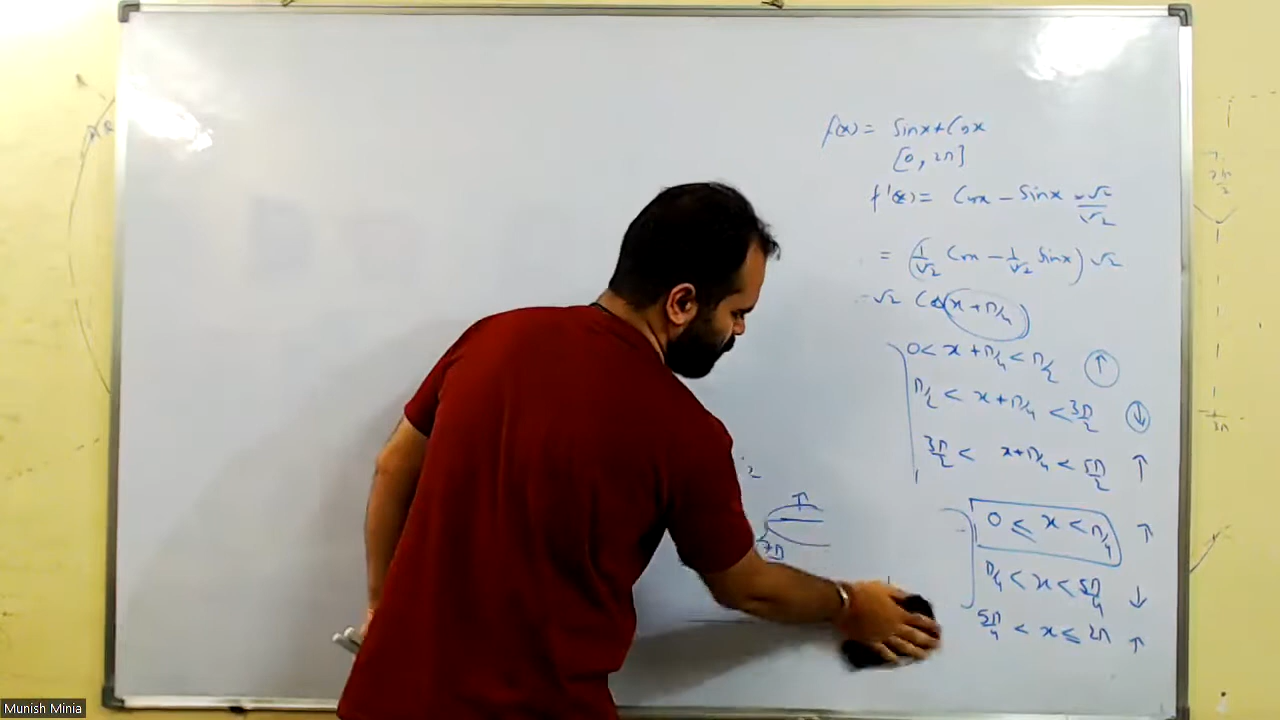 f(x) = Sinx + Cosx
[0, 2π]
f'(x) = Cosx - Sinx × √2/√2
= (1/√2 Cosx - 1/√2 Sinx) √2
= √2 Cos(x + π/4)
0 < x + π/4 < π/2 ↑
π/2 < x + π/4 < 3π/2 ↓
3π/2 < x + π/4 < 5π/2 ↑
0 ≤ x < π/4 ↑
π/4 < x < 5π/4 ↓
5π/4 < x ≤ 2π ↑
Munish Minia